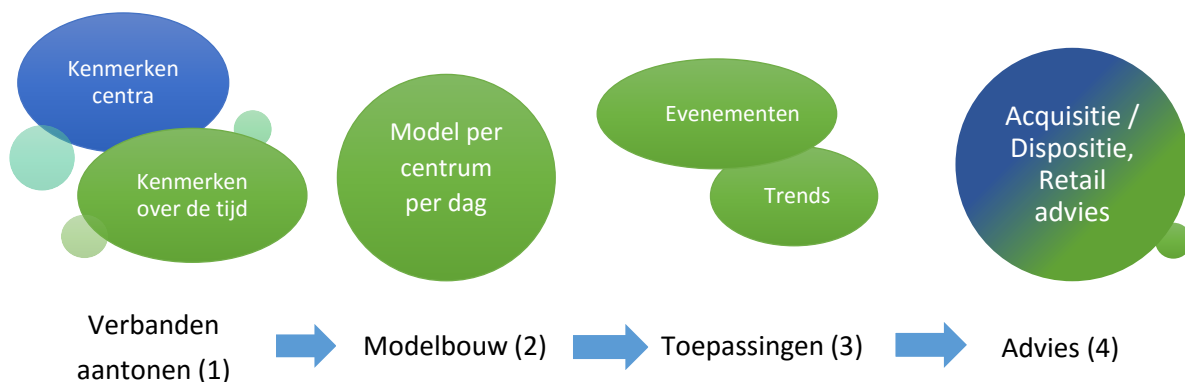 Kenmerken
centra
Kenmerken
over de tijd
Model per
centrum
per dag
Evenementen
Trends
Acquisitie /
Dispositie,
Retail
advies
Verbanden
aantonen (1)
Modelbouw (2)
Toepassingen (3)
Advies (4)